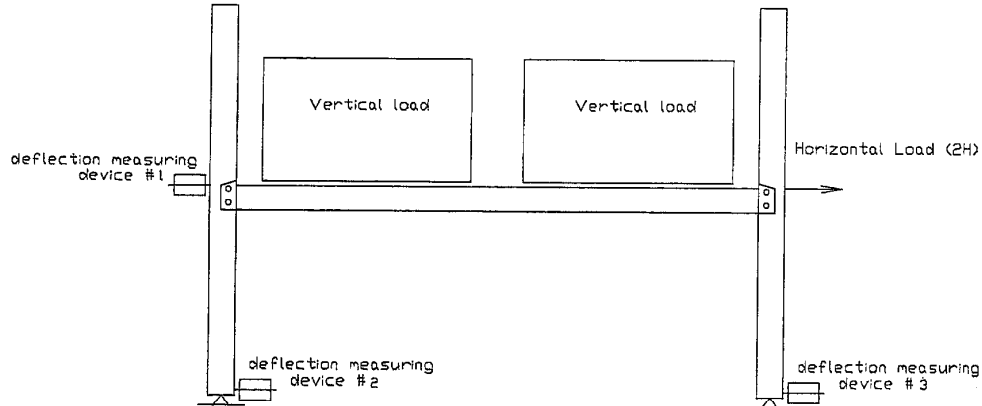 Vertical load
Vertical load
deflection measuring
device #1
Horizontal Load (2H)
deflection measuring
device #2
deflection measuring
device #3